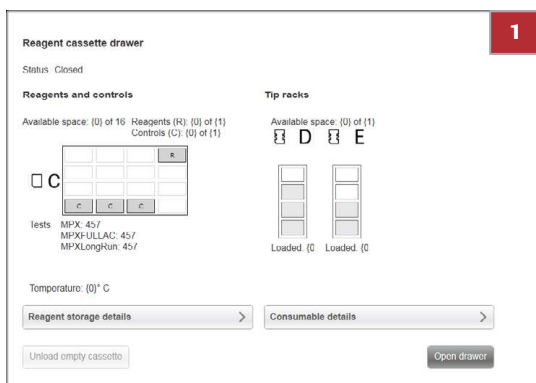 1
Reagent cassette drawer
Status Closed
Reagents and controls
Available space: {0} of 16 Reagents (R): {0} of {1}
Controls (C): {0} of {1}
C
R
C C C
Tests MPX: 457
MPXFULLAC: 457
MPXLongRun: 457
Temperature: {0}° C
Reagent storage details
Unload empty cassette
Tip racks
Available space: {0} of {1}
D E
Loaded: {0 Loaded: {0
Consumable details
Open drawer